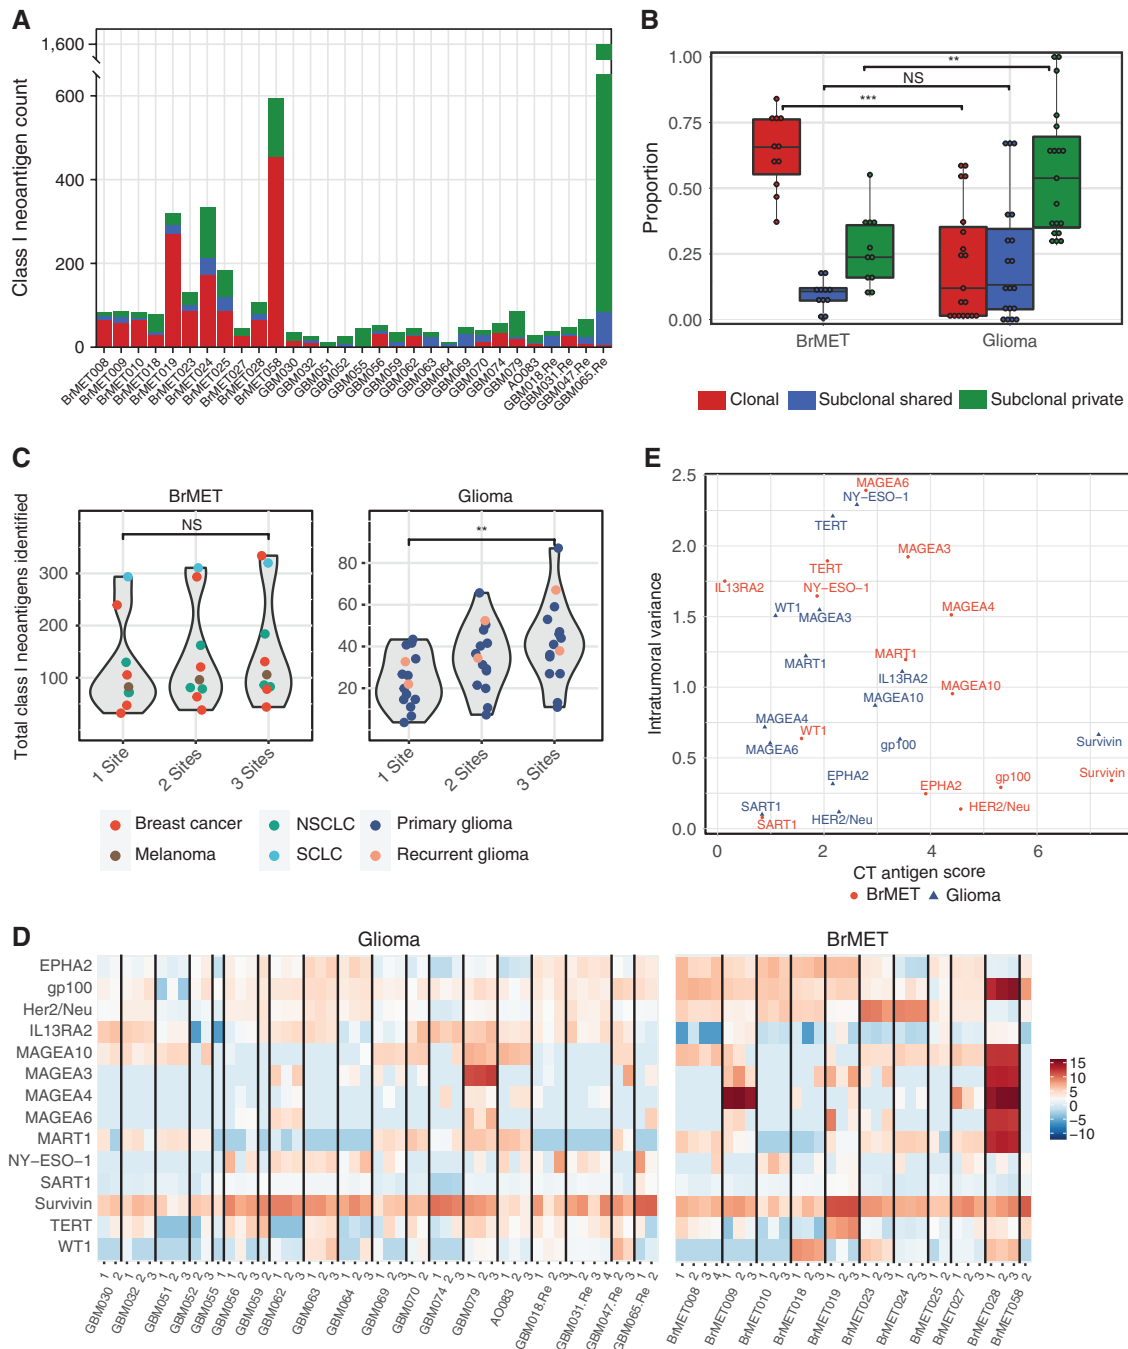 A
Class I neoantigen count
1,600
600
400
200
0
BrMET008
BrMET009
BrMET010
BrMET018
BrMET019
BrMET023
BrMET024
BrMET025
BrMET027
BrMET028
BrMET058
GBM030
GBM032
GBM051
GBM052
GBM055
GBM056
GBM059
GBM062
GBM063
GBM064
GBM069
GBM070
GBM074
GBM079
AO083
GBM018.Re
GBM031.Re
GBM047.Re
GBM065.Re
B
Proportion
1.00
0.75
0.50
0.25
0.00
**
NS
***
BrMET
Glioma
Clonal
Subclonal shared
Subclonal private
C
Total class I neoantigens identified
BrMET
NS
300
200
100
1 Site
2 Sites
3 Sites
Glioma
**
80
60
40
20
1 Site
2 Sites
3 Sites
Breast cancer
NSCLC
Primary glioma
Melanoma
SCLC
Recurrent glioma
E
Intratumoral variance
2.5
2.0
1.5
1.0
0.5
0.0
MAGEA6
NY−ESO−1
TERT
MAGEA3
TERT
IL13RA2
NY−ESO−1
WT1
MAGEA3
MAGEA4
MART1
MART1
IL13RA2
MAGEA10
MAGEA10
MAGEA4
WT1
MAGEA6
gp100
Survivin
EPHA2
EPHA2
gp100
Survivin
SART1
SART1
HER2/Neu
HER2/Neu
0
2
4
6
CT antigen score
BrMET
Glioma
D
Glioma
BrMET
EPHA2
gp100
Her2/Neu
IL13RA2
MAGEA10
MAGEA3
MAGEA4
MAGEA6
MART1
NY−ESO−1
SART1
Survivin
TERT
WT1
15
10
5
0
−5
−10
GBM030
GBM032
GBM051
GBM052
GBM055
GBM056
GBM059
GBM062
GBM063
GBM064
GBM069
GBM070
GBM074
GBM079
AO083
GBM018.Re
GBM031.Re
GBM047.Re
GBM065.Re
BrMET008
BrMET009
BrMET010
BrMET018
BrMET019
BrMET023
BrMET024
BrMET025
BrMET027
BrMET028
BrMET058